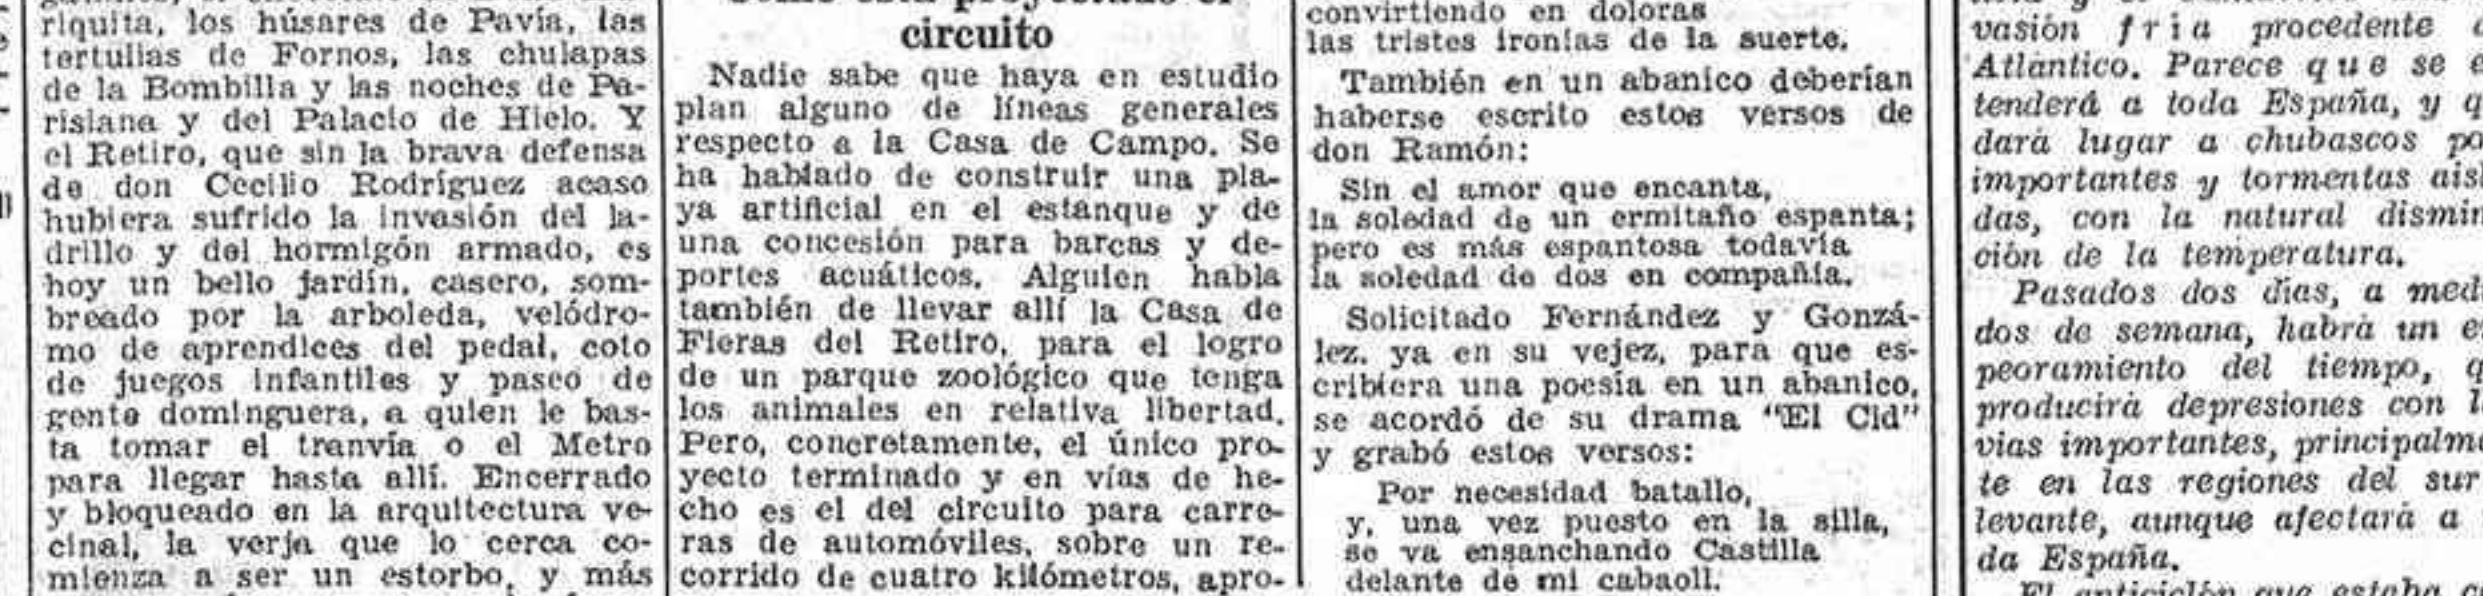 riquita, los húsares de Pavía, las
tertulias de Fornos, las chulapas
de la Bombilla y las noches de Pa-
risiana y del Palacio de Hielo. Y
el Retiro, que sin la brava defensa
de don Cecilio Rodríguez acaso
hubiera sufrido la invasión del la-
drillo y del hormigón armado, es
hoy un bello jardín, casero, som-
breado por la arboleda, velódro-
mo de aprendices del pedal, coto
de juegos infantiles y paseo de
gente dominguera, a quien le bas-
ta tomar el tranvía o el Metro
para llegar hasta allí. Encerrado
y bloqueado en la arquitectura ve-
cinal, la verja que lo cerca co-
mienza a ser un estorbo, y más
circuito
Nadie sabe que haya en estudio
plan alguno de líneas generales
respecto a la Casa de Campo. Se
ha hablado de construir una pla-
ya artificial en el estanque y de
una concesión para barcas y de-
portes acuáticos. Alguien habla
también de llevar allí la Casa de
Fieras del Retiro, para el logro
de un parque zoológico que tenga
los animales en relativa libertad.
Pero, concretamente, el único pro-
yecto terminado y en vías de he-
cho es el del circuito para carre-
ras de automóviles, sobre un re-
corrido de cuatro kilómetros, apro-
convirtiendo en doloras
las tristes ironías de la suerte.
También en un abanico deberían
haberse escrito estos versos de
don Ramón:
Sin el amor que encanta,
la soledad de un ermitaño espanta;
pero es más espantosa todavía
la soledad de dos en compañía.
Solicitado Fernández y Gonzá-
lez. ya en su vejez, para que es-
cribiera una poesía en un abanico,
se acordó de su drama "El Cid"
y grabó estos versos:
Por necesidad batallo,
y, una vez puesto en la silla,
se va ensanchando Castilla
delante de mi cabaoll.
vasión fría procedente
Atlántico. Parece que se
tenderá a toda España, y
dará lugar a chubascos
importantes y tormentas
das, con la natural
ción de la temperatura.
Pasados dos días, a
dos de semana, habrá un
peoramiento del tiempo,
producirá depresiones con
vias importantes,
te en las regiones del sur
levante, aunque afectará a
da España.
El anticiclón que estaba